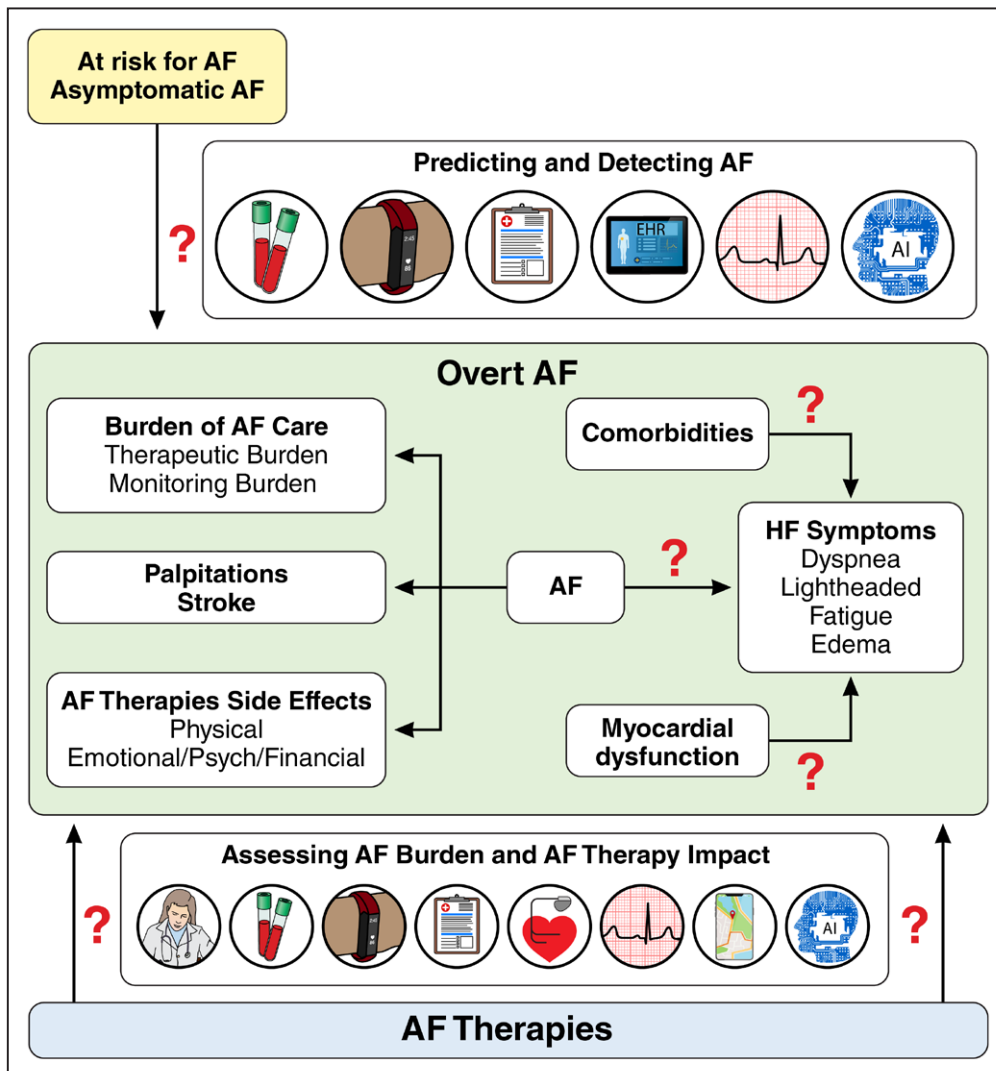 At risk for AF
Asymptomatic AF
?
Predicting and Detecting AF
2:45
EHR
AI
Overt AF
Burden of AF Care
Therapeutic Burden
Monitoring Burden
Comorbidities
?
Palpitations
Stroke
AF
?
HF Symptoms
Dyspnea
Lightheaded
Fatigue
Edema
AF Therapies Side Effects
Physical
Emotional/Psych/Financial
Myocardial
dysfunction
?
Assessing AF Burden and AF Therapy Impact
?
AI
?
AF Therapies